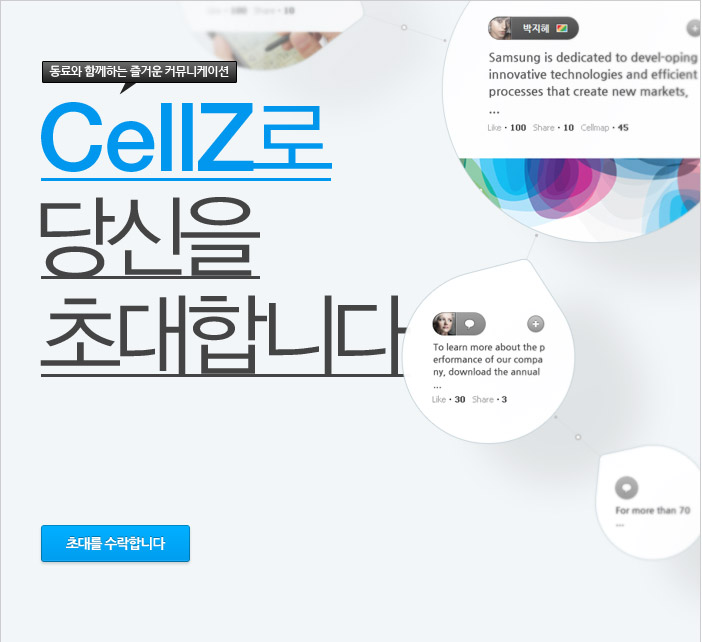 Like • 100 Share • 10
박지혜
Samsung is dedicated to devel-oping
innovative technologies and efficient
processes that create new markets,
...
Like • 100 Share • 10 Cellmap • 45
동료와 함께하는 즐거운 커뮤니케이션
CellZ로
당신을
초대합니다
To learn more about the p
erformance of our compa
ny, download the annual
...
Like • 30 Share • 3
For more than 70
...
초대를 수락합니다